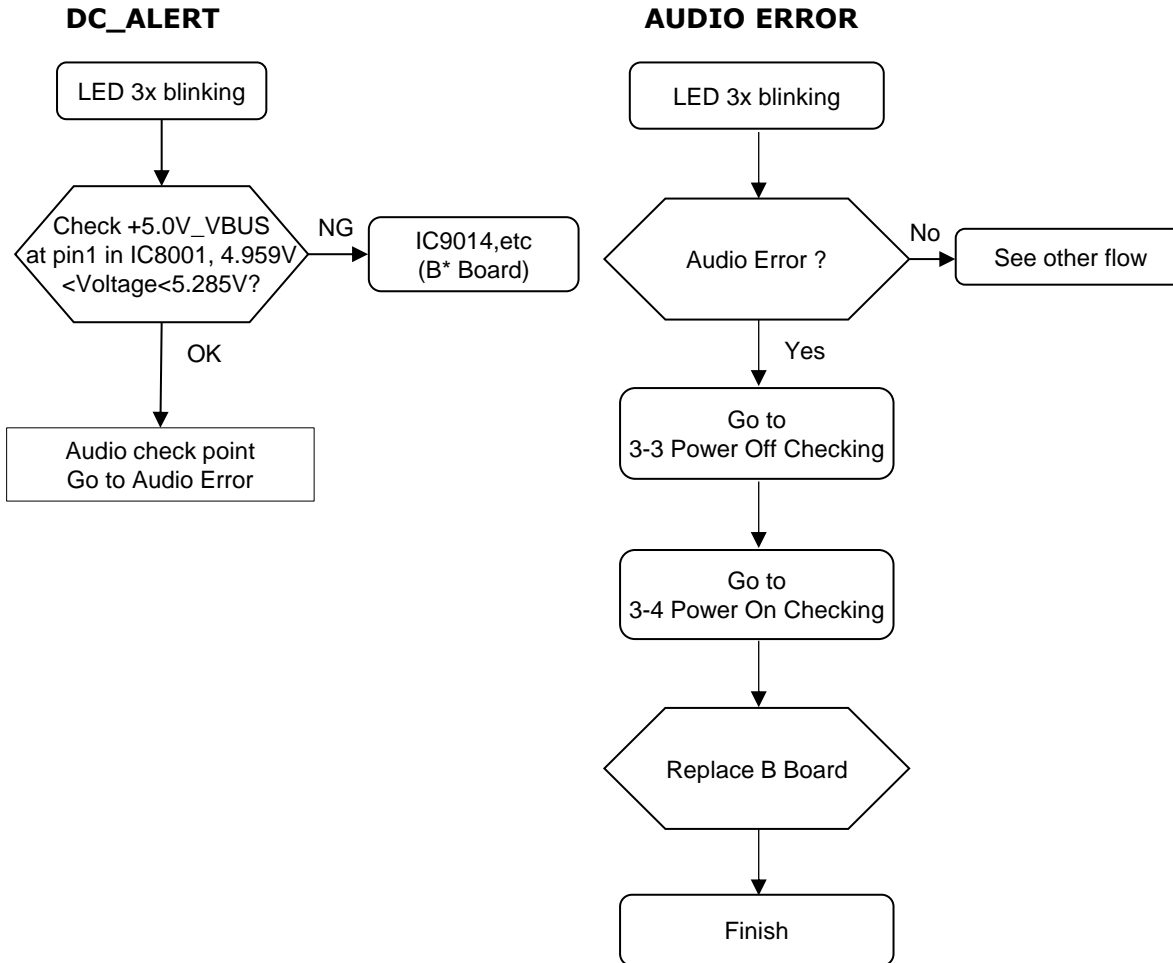 DC_ALERT
LED 3x blinking
Check +5.0V_VBUS
at pin1 in IC8001, 4.959V
<Voltage<5.285V?
NG
IC9014,etc
(B* Board)
OK
Audio check point
Go to Audio Error
AUDIO ERROR
LED 3x blinking
Audio Error ?
No
See other flow
Yes
Go to
3-3 Power Off Checking
Go to
3-4 Power On Checking
Replace B Board
Finish